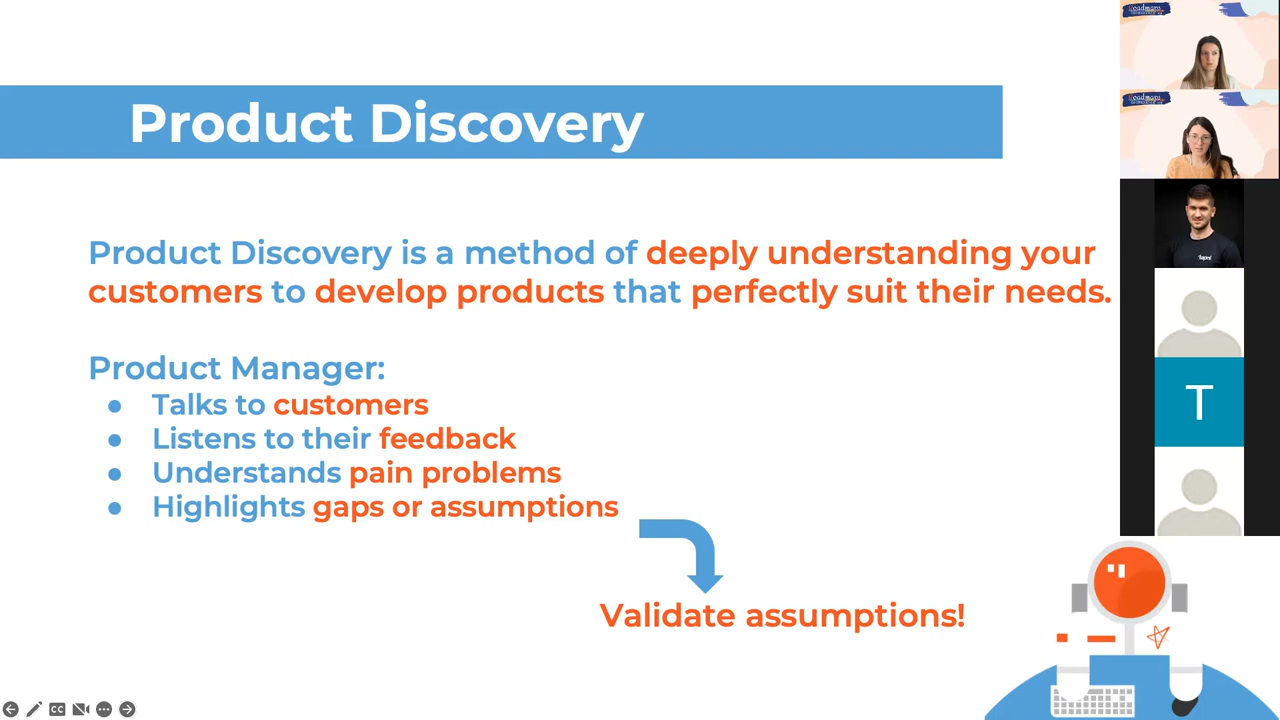 Product Discovery
Product Discovery is a method of deeply understanding your
customers to develop products that perfectly suit their needs.
Product Manager:
● Talks to customers
● Listens to their feedback
● Understands pain problems
● Highlights gaps or assumptions
Validate assumptions!
T
CC